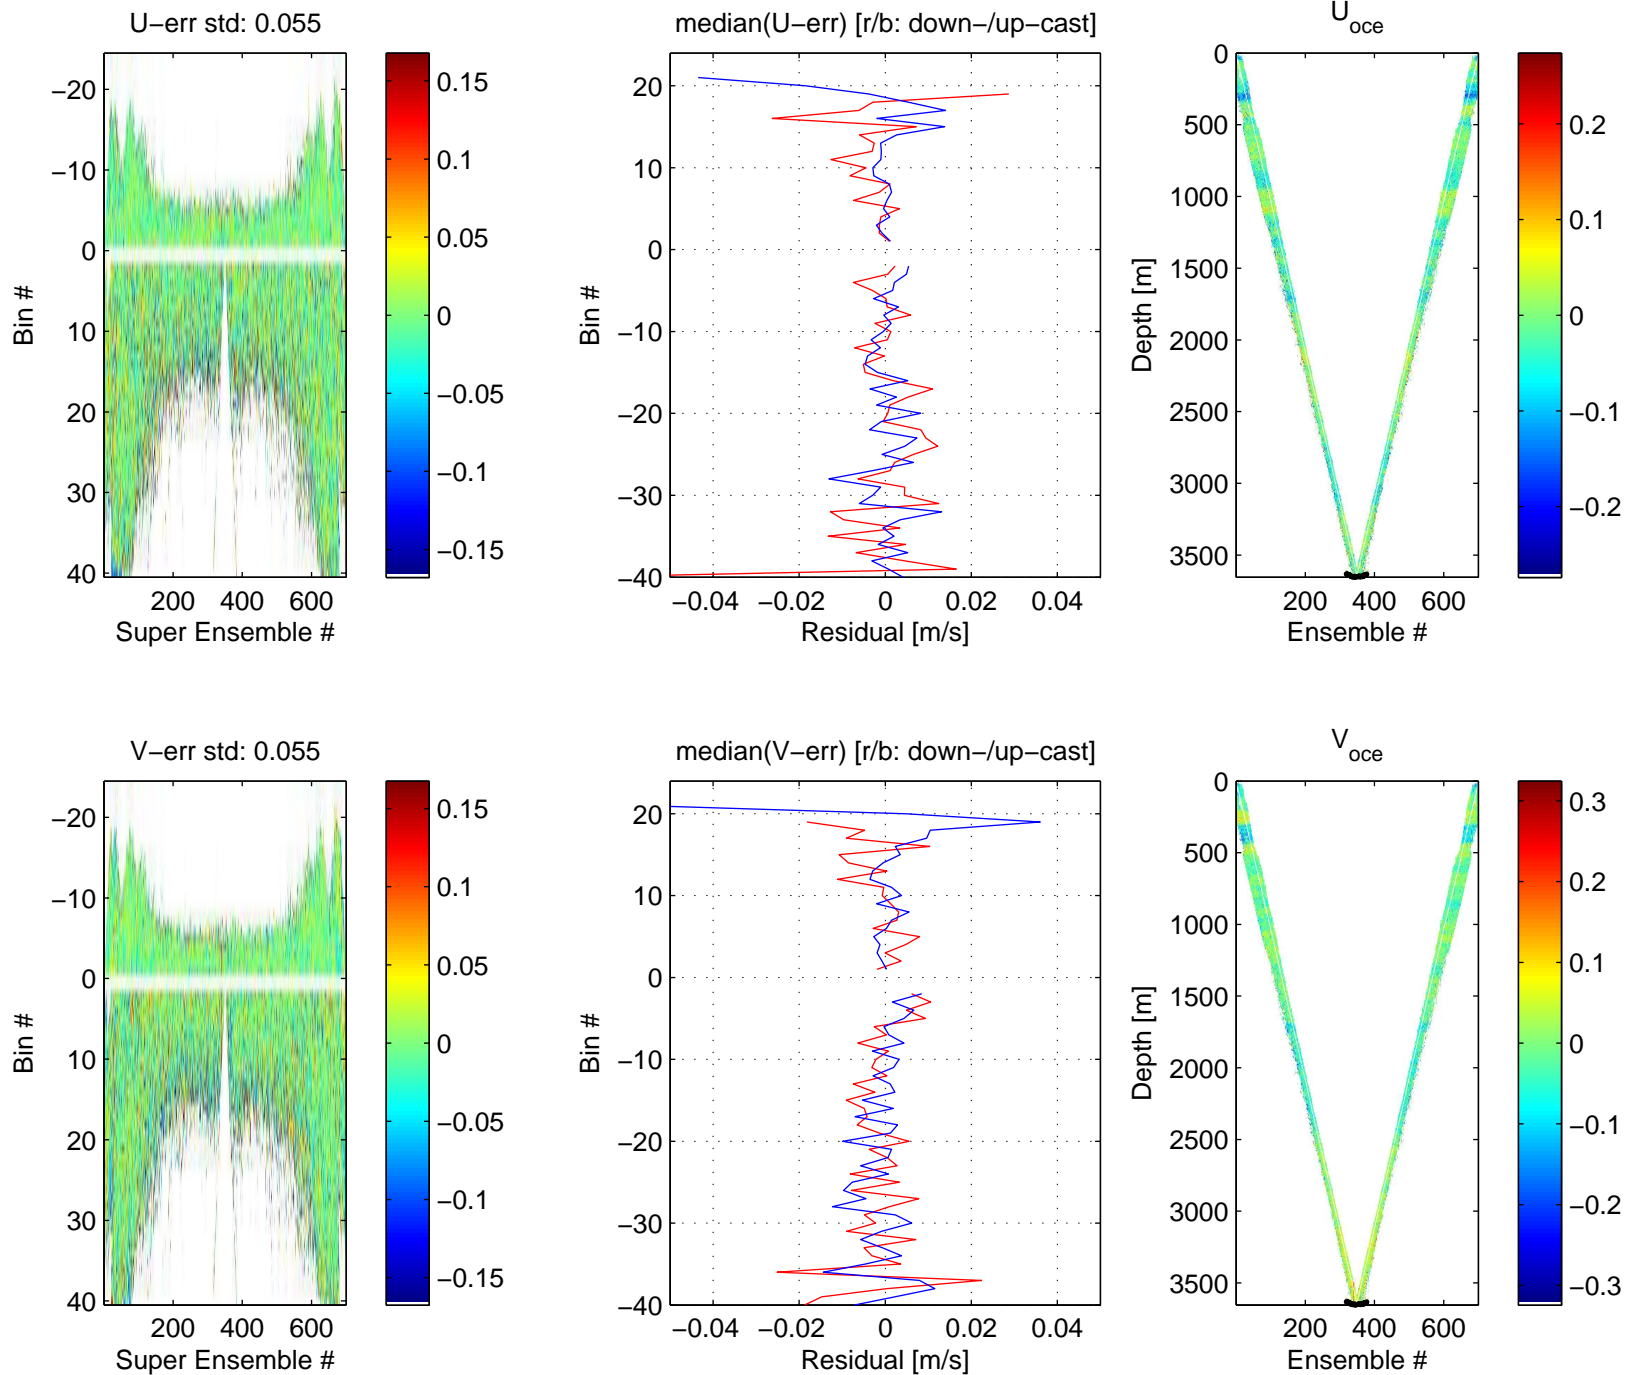 U−err std: 0.055
−20
−10
0
10
20
30
40
Bin #
200 400 600
Super Ensemble #
0.15
0.1
0.05
0
−0.05
−0.1
−0.15
median(U−err) [r/b: down−/up−cast]
20
10
0
−10
−20
−30
−40
Bin #
−0.04 −0.02 0 0.02 0.04
Residual [m/s]
U_oce
0
500
1000
1500
2000
2500
3000
3500
Depth [m]
200 400 600
Ensemble #
0.2
0.1
0
−0.1
−0.2
V−err std: 0.055
−20
−10
0
10
20
30
40
Bin #
200 400 600
Super Ensemble #
0.15
0.1
0.05
0
−0.05
−0.1
−0.15
median(V−err) [r/b: down−/up−cast]
20
10
0
−10
−20
−30
−40
Bin #
−0.04 −0.02 0 0.02 0.04
Residual [m/s]
V_oce
0
500
1000
1500
2000
2500
3000
3500
Depth [m]
200 400 600
Ensemble #
0.3
0.2
0.1
0
−0.1
−0.2
−0.3